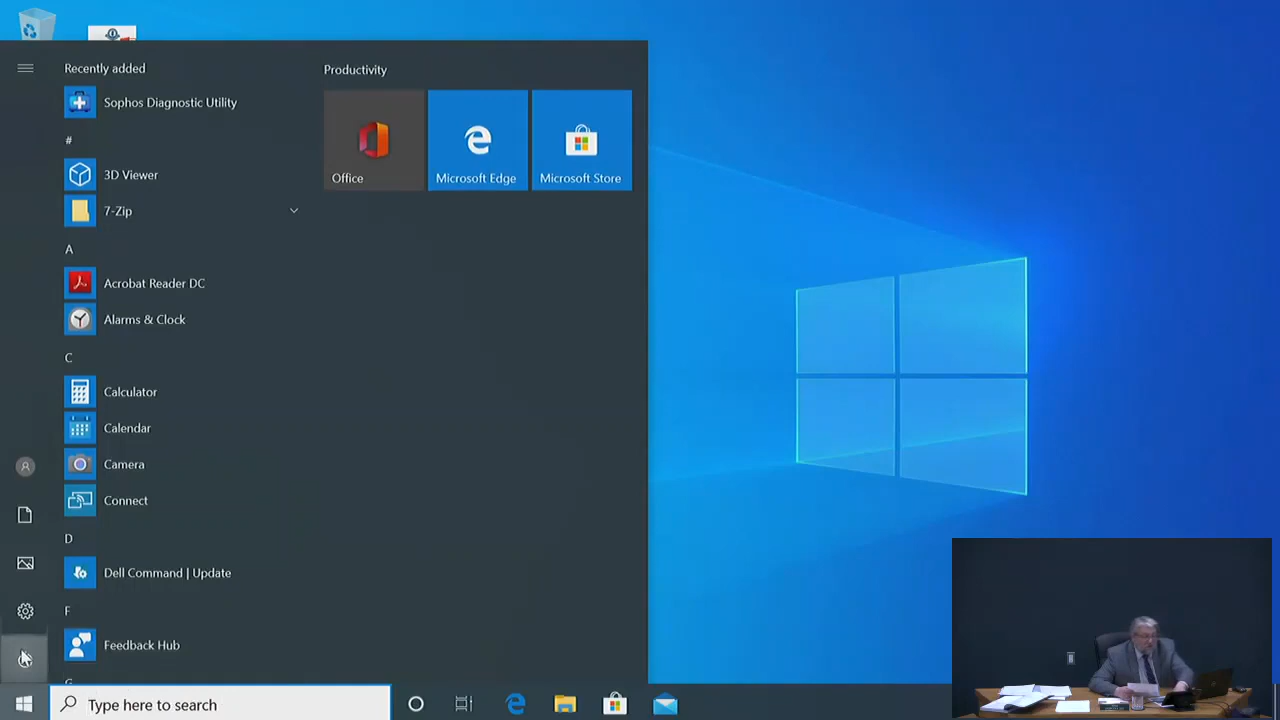 Recently added
Productivity
Sophos Diagnostic Utility
#
3D Viewer
Office
Microsoft Edge
Microsoft Store
7-Zip
A
Acrobat Reader DC
Alarms & Clock
C
Calculator
Calendar
Camera
Connect
D
Dell Command | Update
F
Feedback Hub
Type here to search